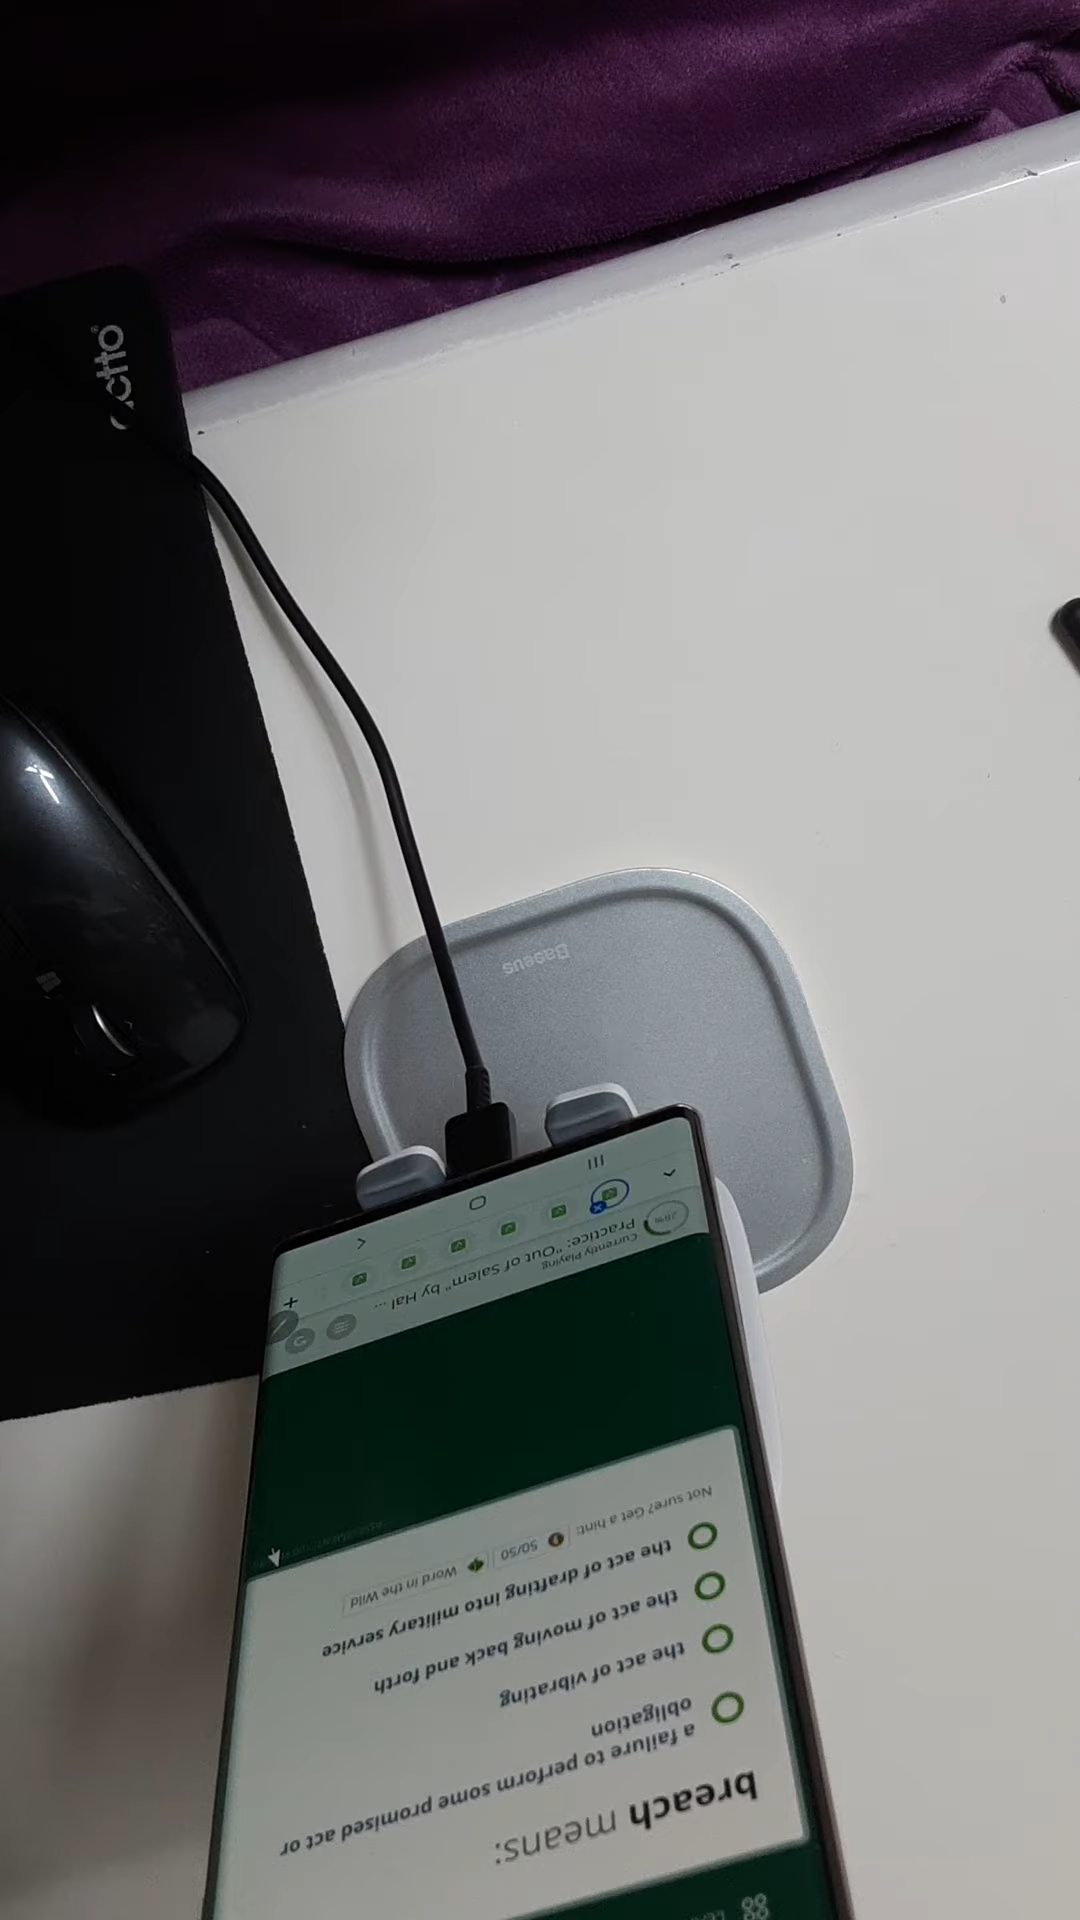 octto
Baseus
breach means:
a failure to perform some promised act or
obligation
the act of vibrating
the act of moving back and forth
the act of drafting into military service
Not sure? Get a hint:
50/50
Word in the Wild
Currently Playing
Practice: "Out of Salem" by Hal ...